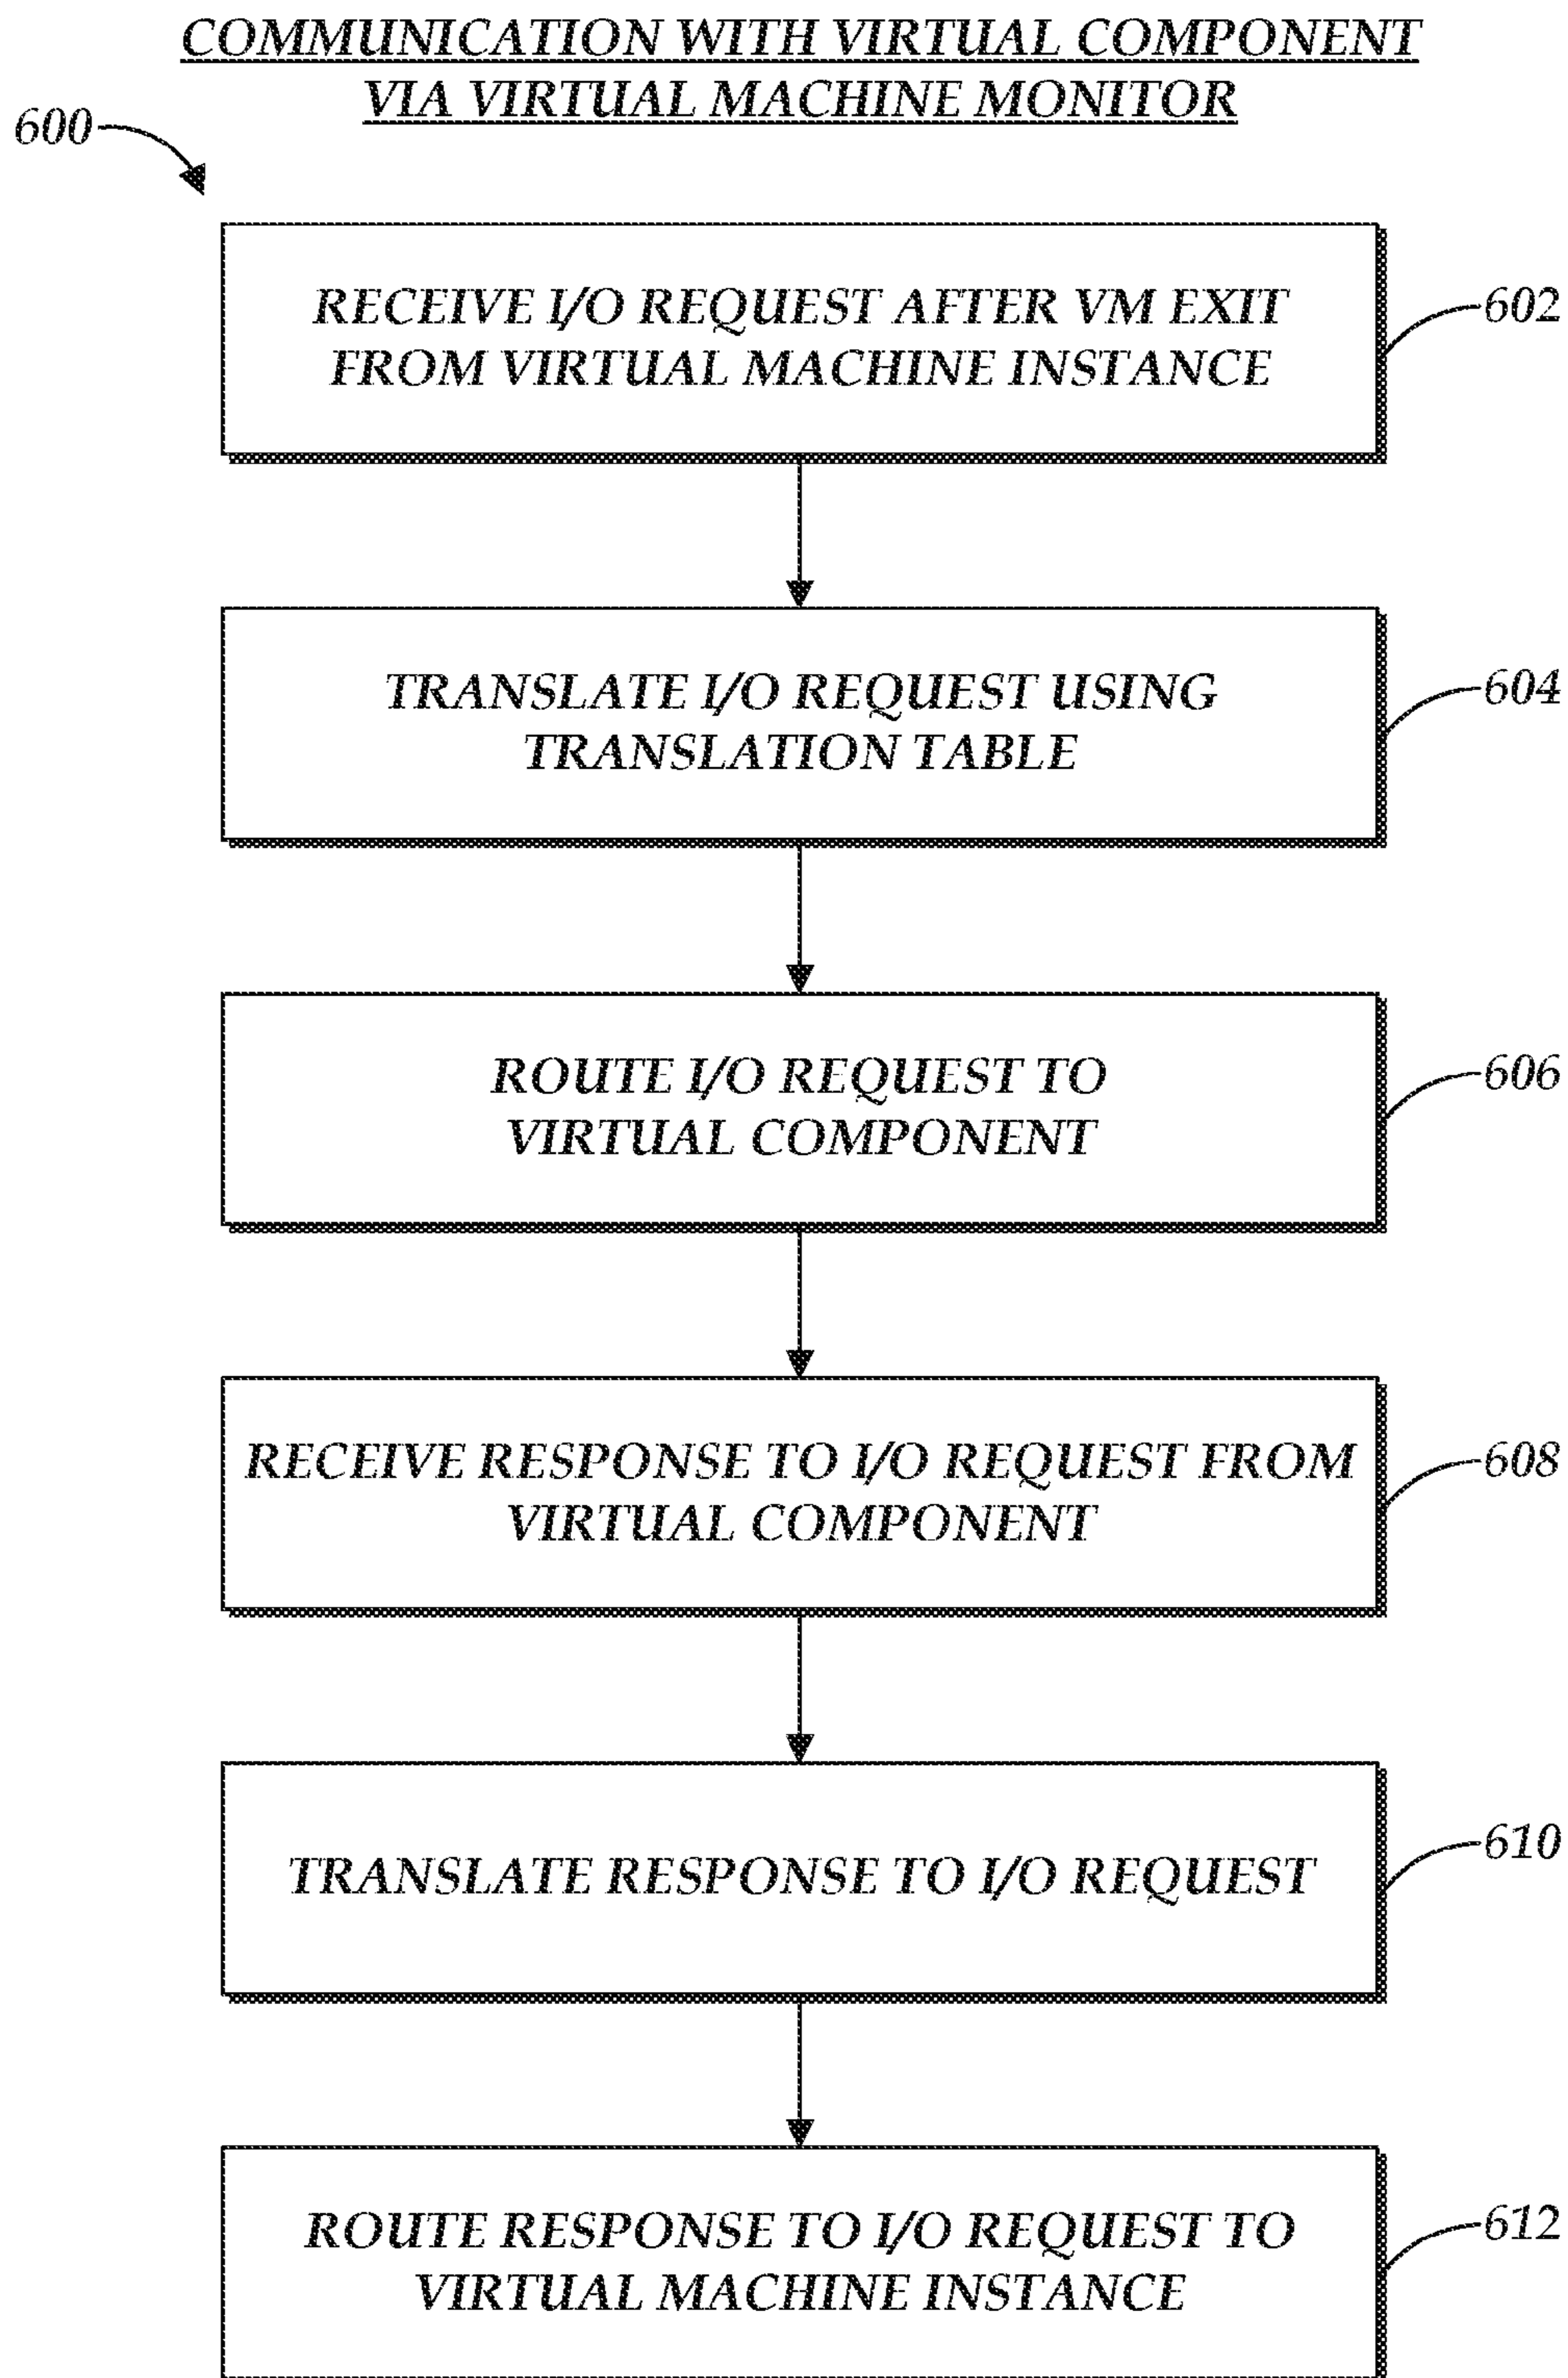 COMMUNICATION WITH VIRTUAL COMPONENT
VIA VIRTUAL MACHINE MONITOR
600
RECEIVE I/O REQUEST AFTER VM EXIT
FROM VIRTUAL MACHINE INSTANCE
602
TRANSLATE I/O REQUEST USING
TRANSLATION TABLE
604
ROUTE I/O REQUEST TO
VIRTUAL COMPONENT
606
RECEIVE RESPONSE TO I/O REQUEST FROM
VIRTUAL COMPONENT
608
TRANSLATE RESPONSE TO I/O REQUEST
610
ROUTE RESPONSE TO I/O REQUEST TO
VIRTUAL MACHINE INSTANCE
612